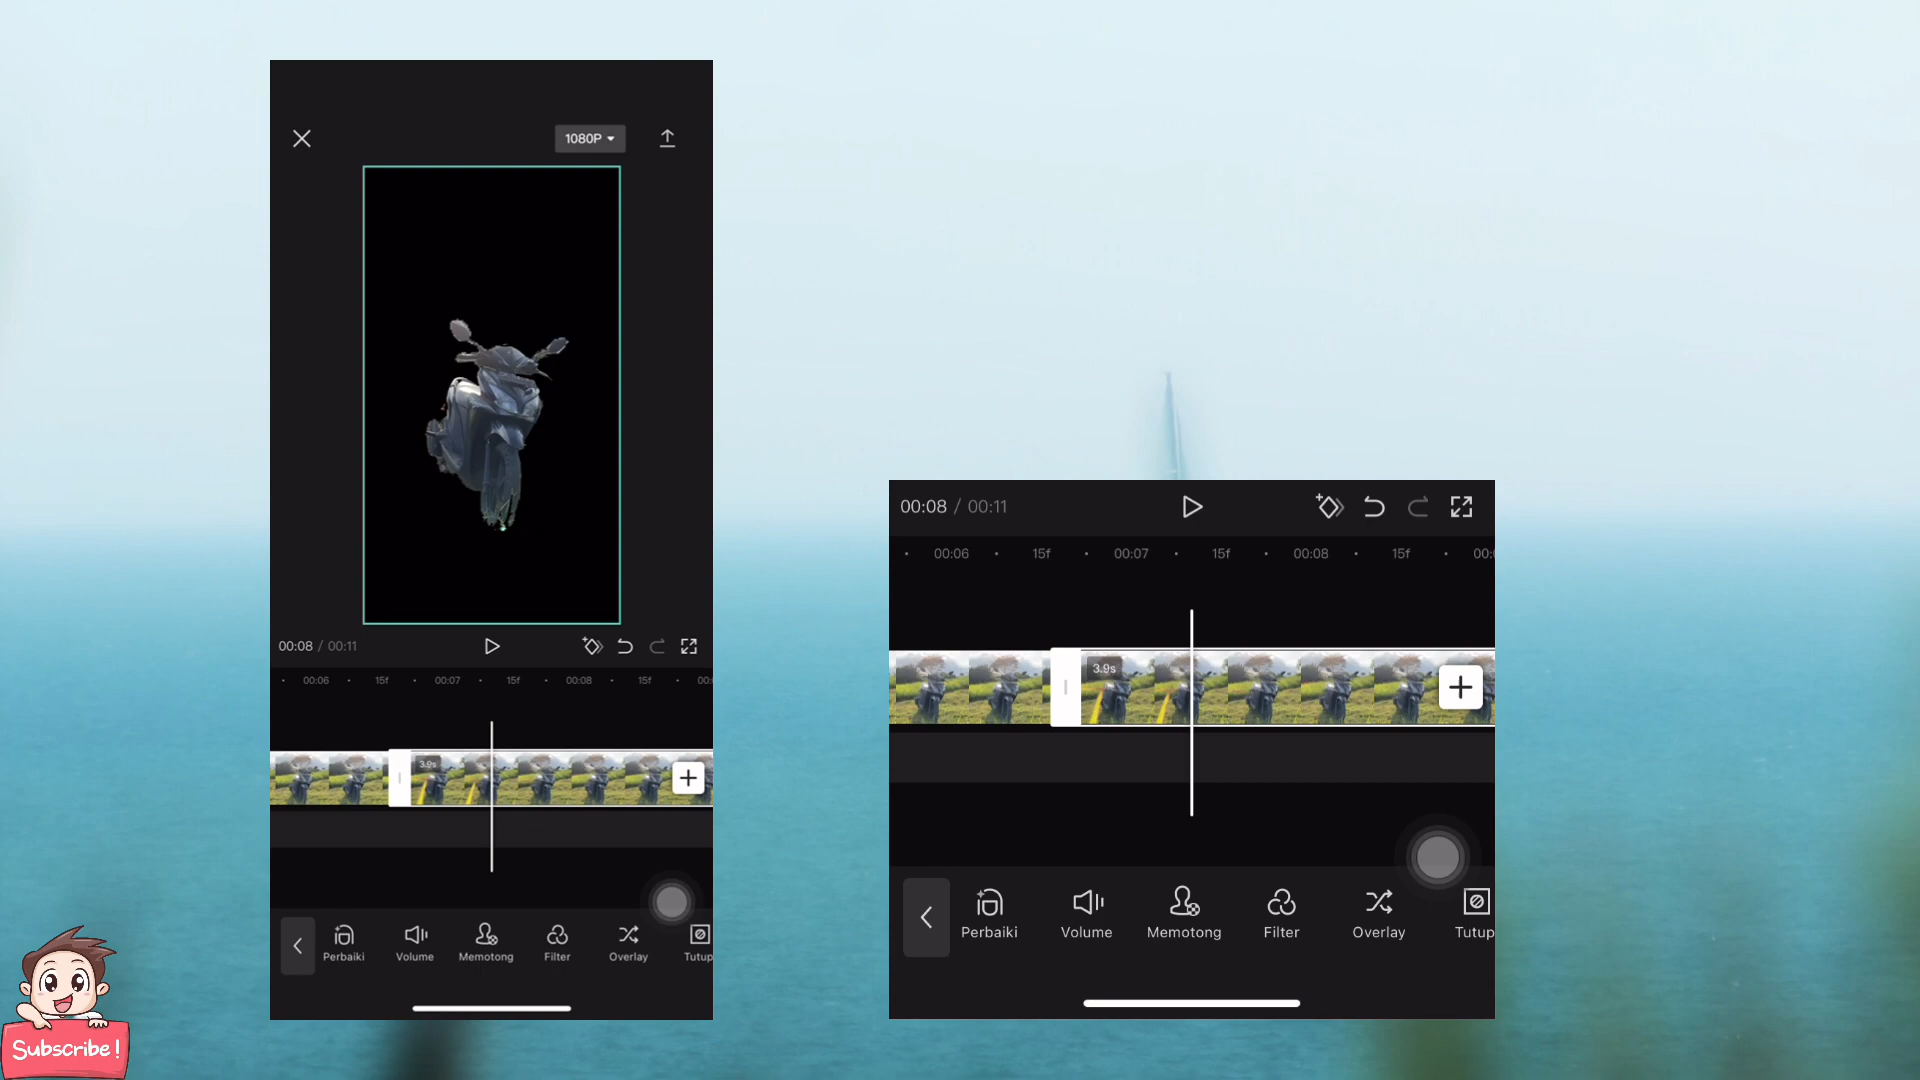 1080P
00:08 / 00:11
00:06 15f 00:07 15f 00:08 15f 00:
3.9s
Perbaiki Volume Memotong Filter Overlay Tutup
00:08 / 00:11
00:06 15f 00:07 15f 00:08 15f 00:
3.9s
Perbaiki Volume Memotong Filter Overlay Tutup
Subscribe !